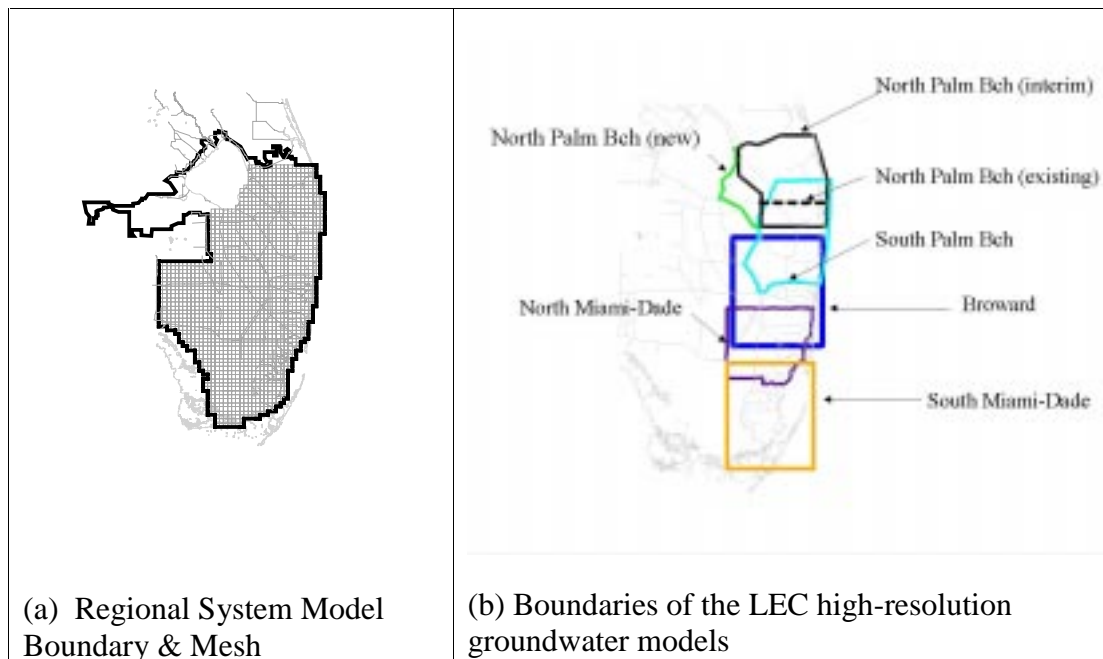 North Palm Bch (interim)
North Palm Bch (new)
North Palm Bch (existing)
South Palm Bch
North Miami-Dade
Broward
South Miami-Dade
(a) Regional System Model
Boundary & Mesh
(b) Boundaries of the LEC high-resolution
groundwater models